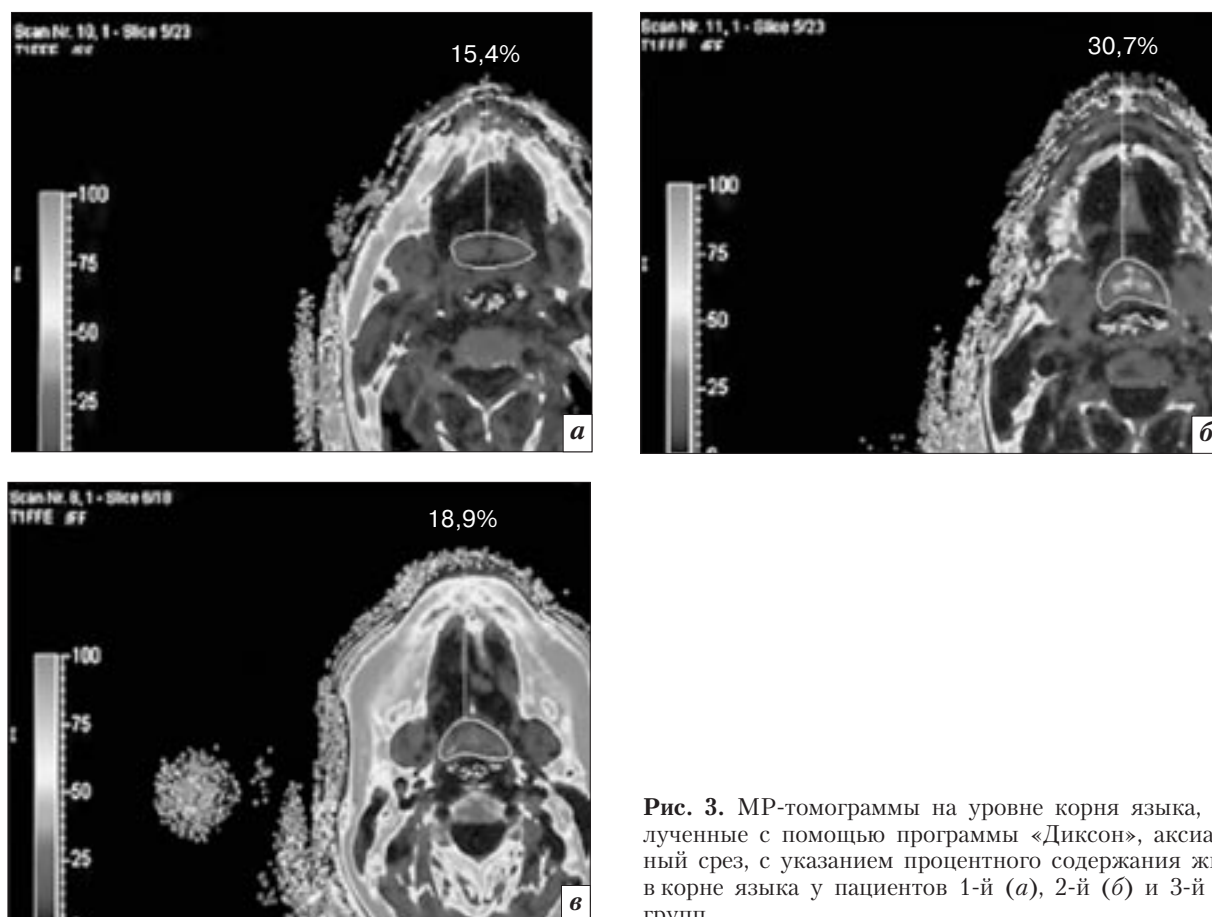 Scan Nr. 10, 1 - Slice 5/23
T1FFE
15,4%
100
75
50
25
а
Scan Nr. 11, 1 - Slice 5/23
T1FFE
30,7%
100
75
50
25
0
б
Scan Nr. 8, 1 - Slice 6/18
T1FFE
18,9%
100
75
50
25
в
Рис. 3. МР-томограммы на уровне корня языка,
лученные с помощью программы «Диксон», аксиа
ный срез, с указанием процентного содержания жи
в корне языка у пациентов 1-й (а), 2-й (б) и 3-й
групп